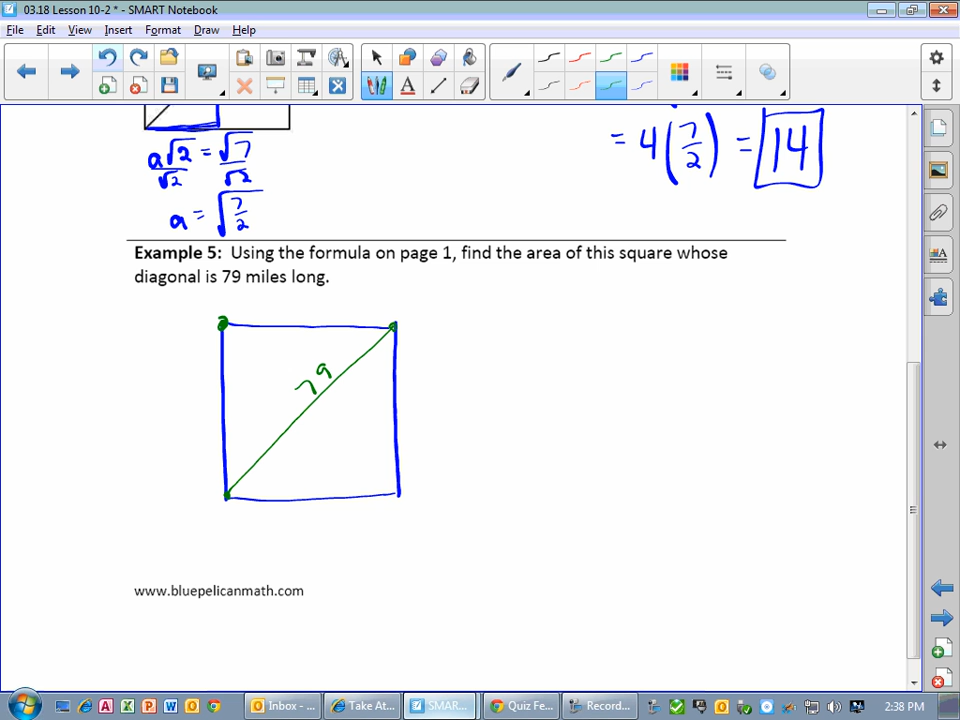 03.18 Lesson 10-2 * - SMART Notebook
File Edit View Insert Format Draw Help
a√2 = √7
√2 √2
a = √7/2
= 4(7/2) = 14
Example 5: Using the formula on page 1, find the area of this square whose
diagonal is 79 miles long.
79
www.bluepelicanmath.com
Inbox - ... Take At... SMAR... Quiz Fe... Record... 2:38 PM